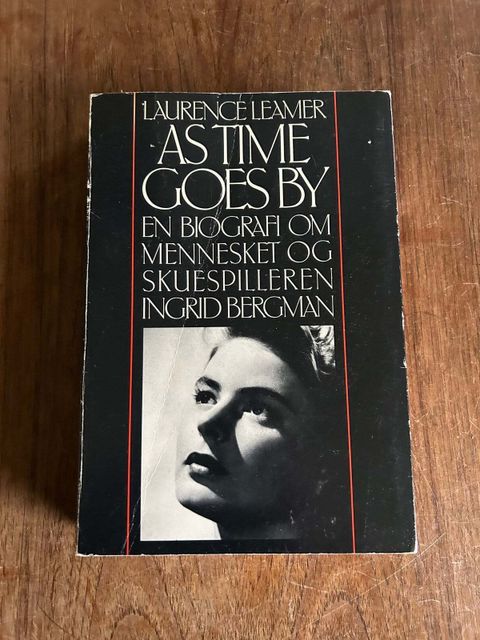 LAURENCE LEAMER
AS TIME
GOES BY
EN BIOGRAFI OM
MENNESKET OG
SKUESPILLEREN
INGRID BERGMAN